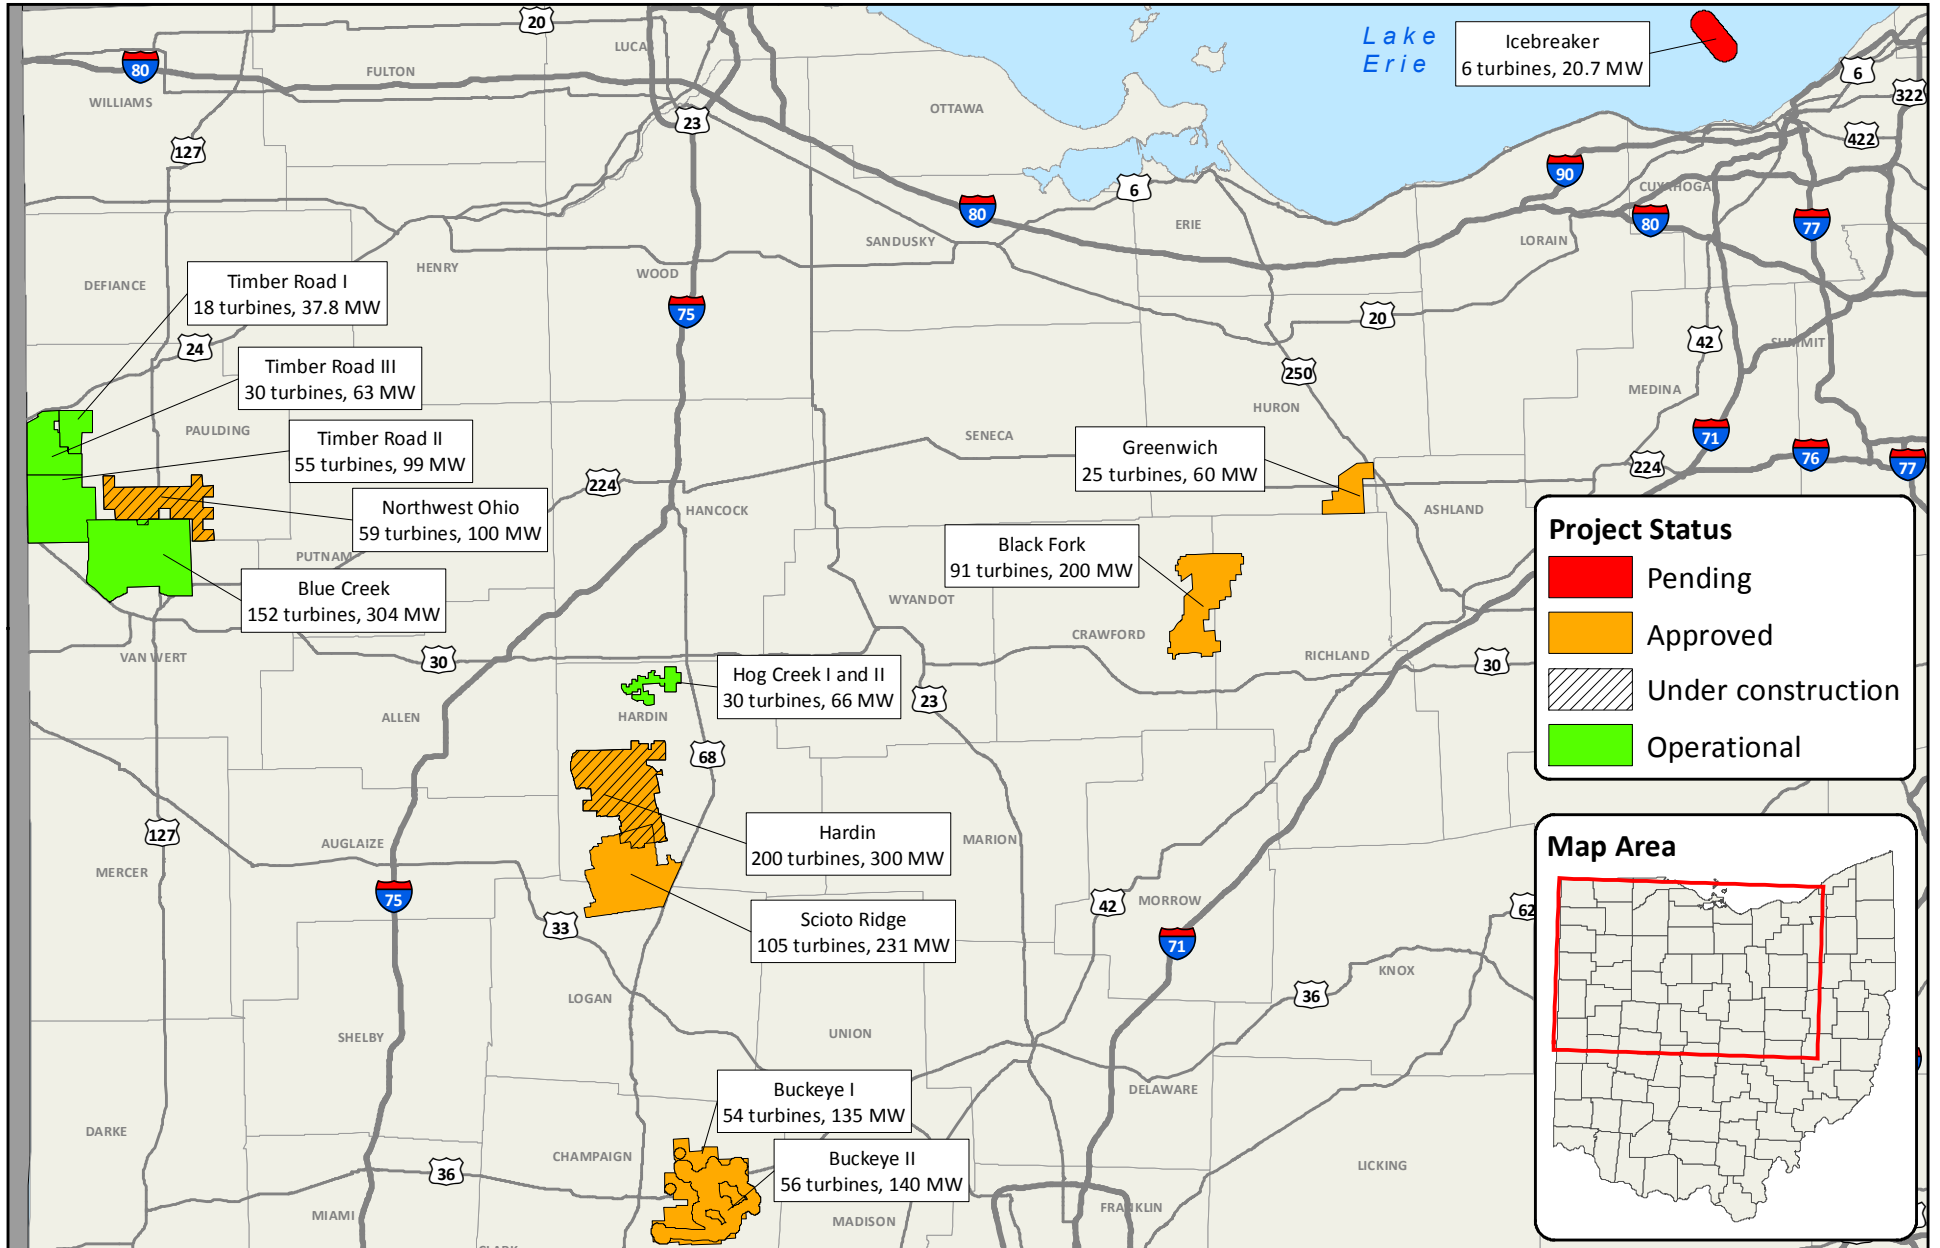 20
Lake
Erie
Icebreaker
6 turbines, 20.7 MW
LUCA
80
FULTON
6
322
WILLIAMS
OTTAWA
23
127
422
90
6
CUYAHOGA
80
80
77
ERIE
SANDUSKY
LORAIN
HENRY
WOOD
DEFIANCE
Timber Road I
18 turbines, 37.8 MW
75
20
24
42
SUMMIT
Timber Road III
30 turbines, 63 MW
250
MEDINA
HURON
PAULDING
Timber Road II
55 turbines, 99 MW
SENECA
Greenwich
25 turbines, 60 MW
71
76
77
224
224
Northwest Ohio
59 turbines, 100 MW
HANCOCK
ASHLAND
Project Status
Pending
Approved
Under construction
Operational
Black Fork
91 turbines, 200 MW
PUTNAM
Blue Creek
152 turbines, 304 MW
WYANDOT
CRAWFORD
RICHLAND
VAN WERT
30
30
Hog Creek I and II
30 turbines, 66 MW
23
ALLEN
HARDIN
68
127
Hardin
200 turbines, 300 MW
AUGLAIZE
MARION
Map Area
MERCER
75
42
MORROW
62
33
Scioto Ridge
105 turbines, 231 MW
71
KNOX
36
LOGAN
UNION
SHELBY
Buckeye I
54 turbines, 135 MW
DELAWARE
DARKE
CHAMPAIGN
Buckeye II
56 turbines, 140 MW
36
LICKING
MIAMI
MADISON
FRANKLIN
CLARK